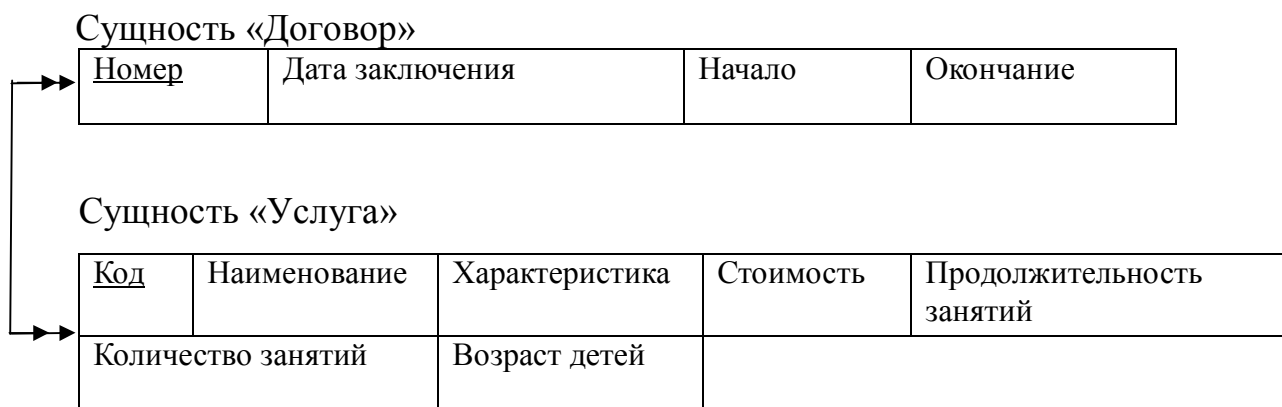 Сущность «Договор»
Номер Дата заключения Начало Окончание
Сущность «Услуга»
Код Наименование Характеристика Стоимость Продолжительность
занятий
Количество занятий Возраст детей